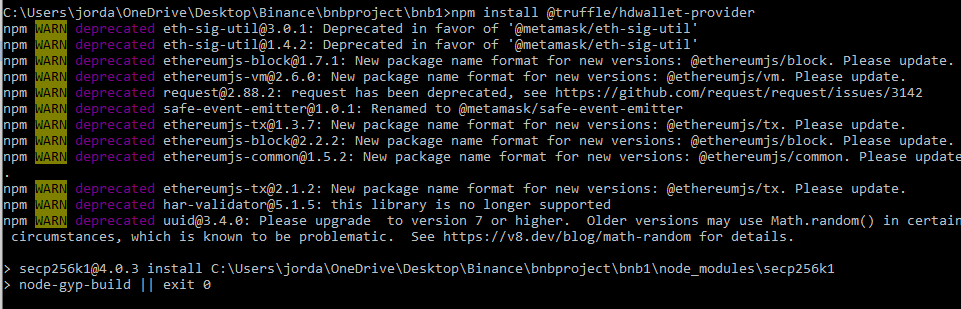 C:\Users\jorda\OneDrive\Desktop\Binance\bnbproject\bnb1>npm install @truffle/hdwallet-provider
npm WARN deprecated eth-sig-util@3.0.1: Deprecated in favor of '@metamask/eth-sig-util'
npm WARN deprecated eth-sig-util@1.4.2: Deprecated in favor of '@metamask/eth-sig-util'
npm WARN deprecated ethereumjs-block@1.7.1: New package name format for new versions: @ethereumjs/block. Please update.
npm WARN deprecated ethereumjs-vm@2.6.0: New package name format for new versions: @ethereumjs/vm. Please update.
npm WARN deprecated request@2.88.2: request has been deprecated, see https://github.com/request/request/issues/3142
npm WARN deprecated safe-event-emitter@1.0.1: Renamed to @metamask/safe-event-emitter
npm WARN deprecated ethereumjs-tx@1.3.7: New package name format for new versions: @ethereumjs/tx. Please update.
npm WARN deprecated ethereumjs-block@2.2.2: New package name format for new versions: @ethereumjs/block. Please update.
npm WARN deprecated ethereumjs-common@1.5.2: New package name format for new versions: @ethereumjs/common. Please update
.
npm WARN deprecated ethereumjs-tx@2.1.2: New package name format for new versions: @ethereumjs/tx. Please update.
npm WARN deprecated har-validator@5.1.5: this library is no longer supported
npm WARN deprecated uuid@3.4.0: Please upgrade  to version 7 or higher.  Older versions may use Math.random() in certain
 circumstances, which is known to be problematic.  See https://v8.dev/blog/math-random for details.
> secp256k1@4.0.3 install C:\Users\jorda\OneDrive\Desktop\Binance\bnbproject\bnb1\node_modules\secp256k1
> node-gyp-build || exit 0